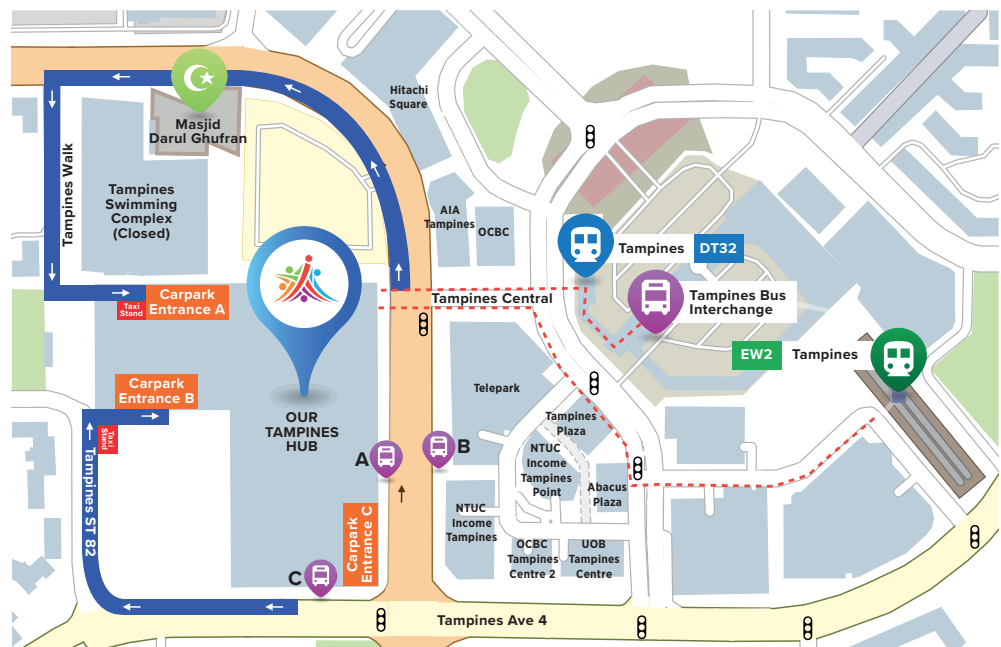 Hitachi
Square
Masjid
Darul Ghufran
Tampines Walk
Tampines
Swimming
Complex
(Closed)
AIA
Tampines
OCBC
Tampines
DT32
Tampines Bus
Interchange
Taxi
Stand
Carpark
Entrance A
Tampines Central
EW2
Tampines
Carpark
Entrance B
Taxi
Stand
OUR
TAMPINES
HUB
Telepark
Tampines
Plaza
A
B
NTUC
Income
Tampines
Point
Abacus
Plaza
Tampines ST 82
Carpark
Entrance C
NTUC
Income
Tampines
OCBC
Tampines
Centre 2
UOB
Tampines
Centre
C
Tampines Ave 4